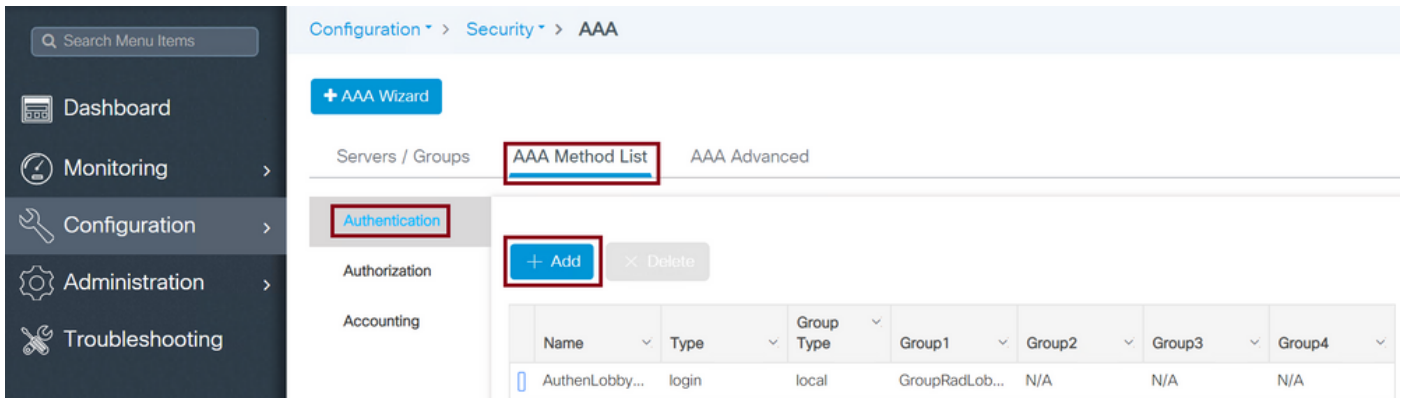 Search Menu Items
Dashboard
Monitoring
Configuration
Administration
Troubleshooting
Configuration > Security > AAA
+ AAA Wizard
Servers / Groups AAA Method List AAA Advanced
Authentication
Authorization
Accounting
+ Add × Delete
Name Type Group Type Group1 Group2 Group3 Group4
AuthenLobby... login local GroupRadLob... N/A N/A N/A